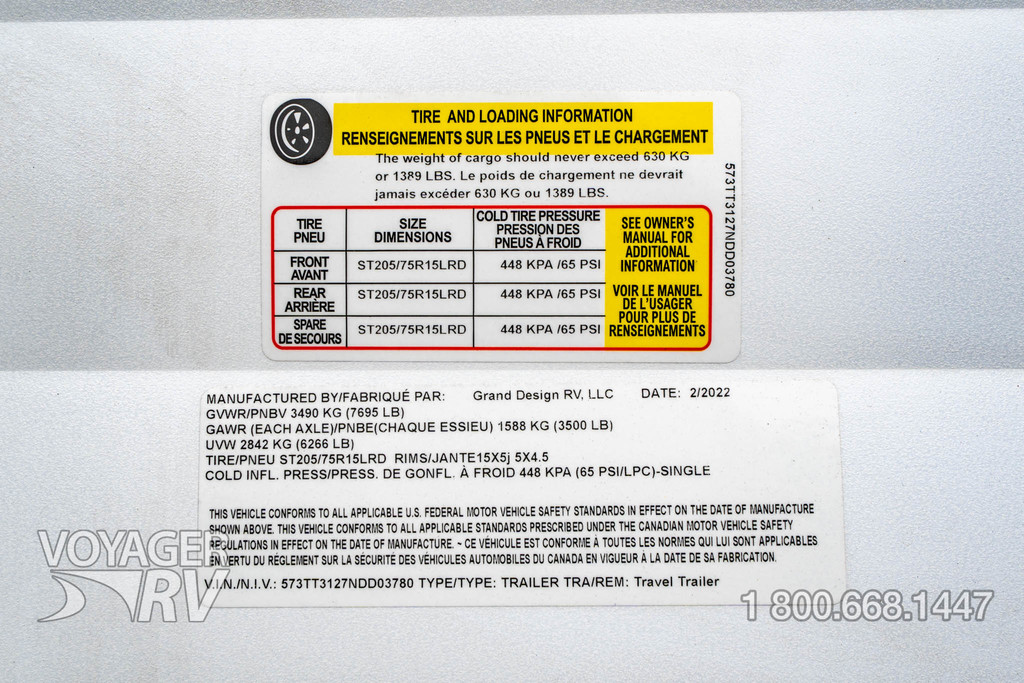 TIRE AND LOADING INFORMATION
RENSEIGNEMENTS SUR LES PNEUS ET LE CHARGEMENT
The weight of cargo should never exceed 630 KG
or 1389 LBS. Le poids de chargement ne devrait
jamais excéder 630 KG ou 1389 LBS.
TIRE PNEU SIZE DIMENSIONS COLD TIRE PRESSURE PRESSION DES PNEUS À FROID
FRONT AVANT ST205/75R15LRD 448 KPA /65 PSI
REAR ARRIÈRE ST205/75R15LRD 448 KPA /65 PSI
SPARE DE SECOURS ST205/75R15LRD 448 KPA /65 PSI
SEE OWNER'S
MANUAL FOR
ADDITIONAL
INFORMATION
VOIR LE MANUEL
DE L'USAGER
POUR PLUS DE
RENSEIGNEMENTS
573TT3127NDD03780
MANUFACTURED BY/FABRIQUÉ PAR: Grand Design RV, LLC DATE: 2/2022
GVWR/PNBV 3490 KG (7695 LB)
GAWR (EACH AXLE)/PNBE(CHAQUE ESSIEU) 1588 KG (3500 LB)
UVW 2842 KG (6266 LB)
TIRE/PNEU ST205/75R15LRD RIMS/JANTE15X5j 5X4.5
COLD INFL. PRESS/PRESS. DE GONFL. À FROID 448 KPA (65 PSI/LPC)-SINGLE
THIS VEHICLE CONFORMS TO ALL APPLICABLE U.S. FEDERAL MOTOR VEHICLE SAFETY STANDARDS IN EFFECT ON THE DATE OF MANUFACTURE
SHOWN ABOVE. THIS VEHICLE CONFORMS TO ALL APPLICABLE STANDARDS PRESCRIBED UNDER THE CANADIAN MOTOR VEHICLE SAFETY
REGULATIONS IN EFFECT ON THE DATE OF MANUFACTURE. ~ CE VÉHICULE EST CONFORME À TOUTES LES NORMES QUI LUI SONT APPLICABLES
EN VERTU DU RÈGLEMENT SUR LA SÉCURITÉ DES VÉHICULES AUTOMOBILES DU CANADA EN VIGUEUR À LA DATE DE SA FABRICATION.
V.I.N./N.I.V.: 573TT3127NDD03780 TYPE/TYPE: TRAILER TRA/REM: Travel Trailer
VOYAGER
RV
1 800.668.1447